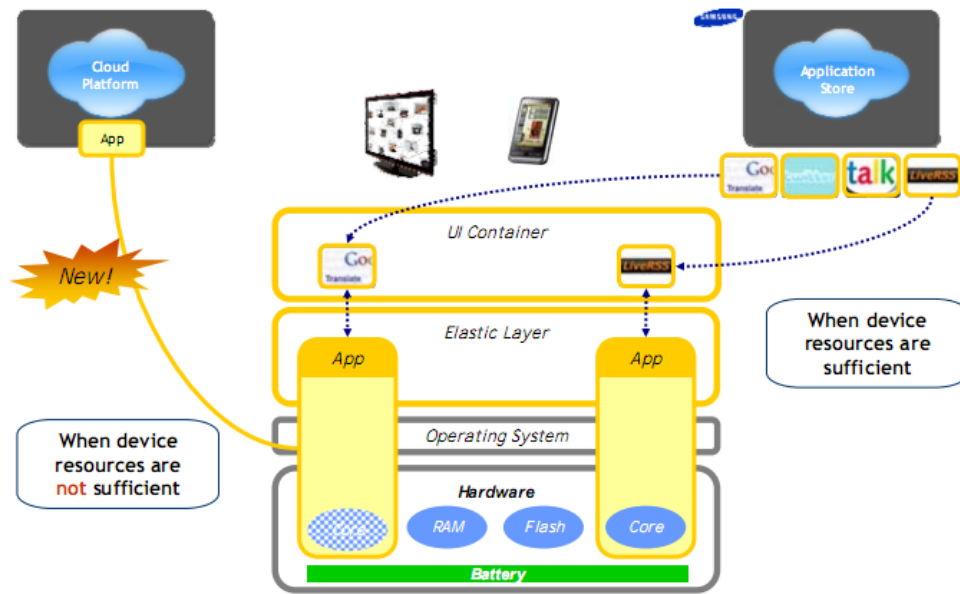 Cloud
Platform
App
SAMSUNG
Application
Store
Goo
Translate
talk
LiveRSS
New!
UI Container
Goo
Translate
LiveRSS
Elastic Layer
App
App
When device
resources are
sufficient
When device
resources are
not sufficient
Operating System
Hardware
Core
RAM
Flash
Core
Battery